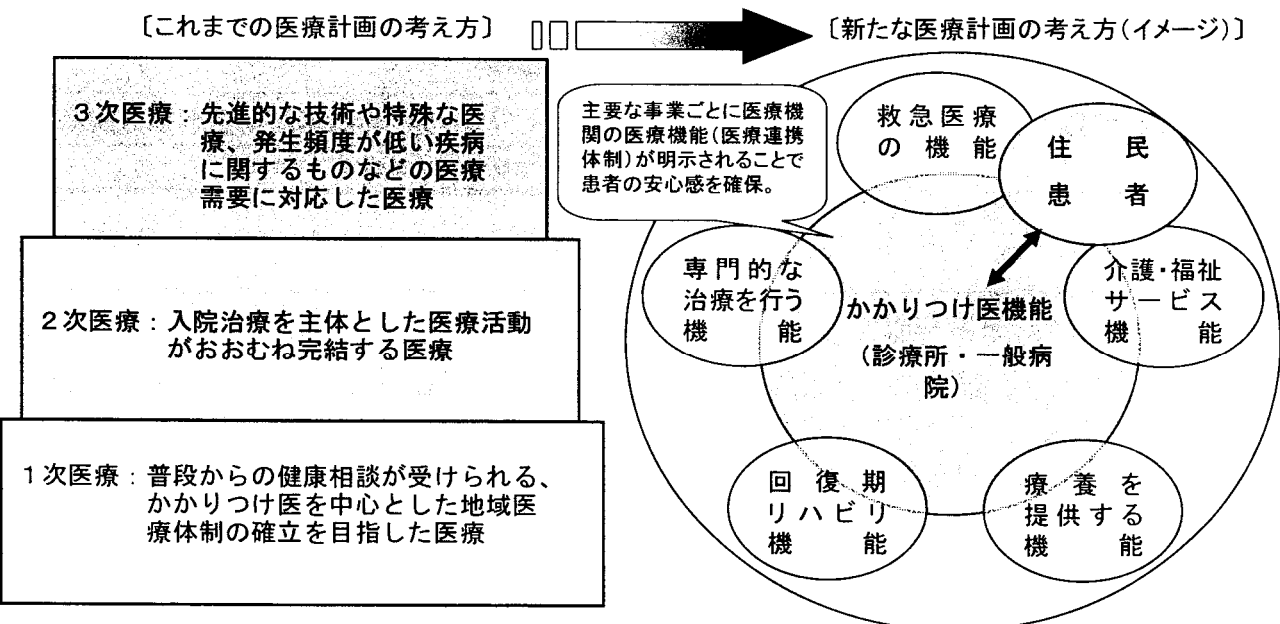 〔これまでの医療計画の考え方〕
〔新たな医療計画の考え方(イメージ)〕
3次医療:先進的な技術や特殊な医
療、発生頻度が低い疾病
に関するものなどの医療
需要に対応した医療
2次医療:入院治療を主体とした医療活動
がおおむね完結する医療
1次医療:普段からの健康相談が受けられる、
かかりつけ医を中心とした地域医
療体制の確立を目指した医療
主要な事業ごとに医療機
関の医療機能(医療連携
体制)が明示されることで
患者の安心感を確保。
救急医療
の機能
住民
患者
専門的な
治療を行う
機能
かかりつけ医機能
(診療所・一般病
院)
介護・福祉
サービス
機能
回復期
リハビリ
機能
療養を
提供する
機能